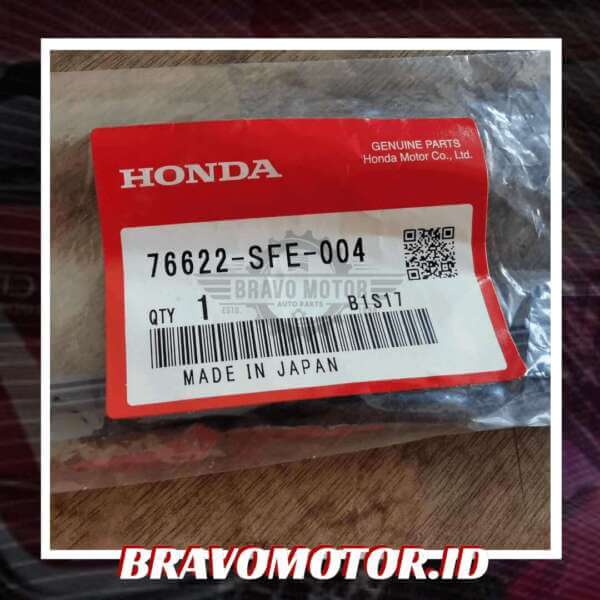 GENUINE PARTS
Honda Motor Co., Ltd.
HONDA
76622-SFE-004
BRAVO MOTOR
AUTO PARTS
ESTD.
QTY 1
B1S17
MADE IN JAPAN
BRAVOMOTOR.ID